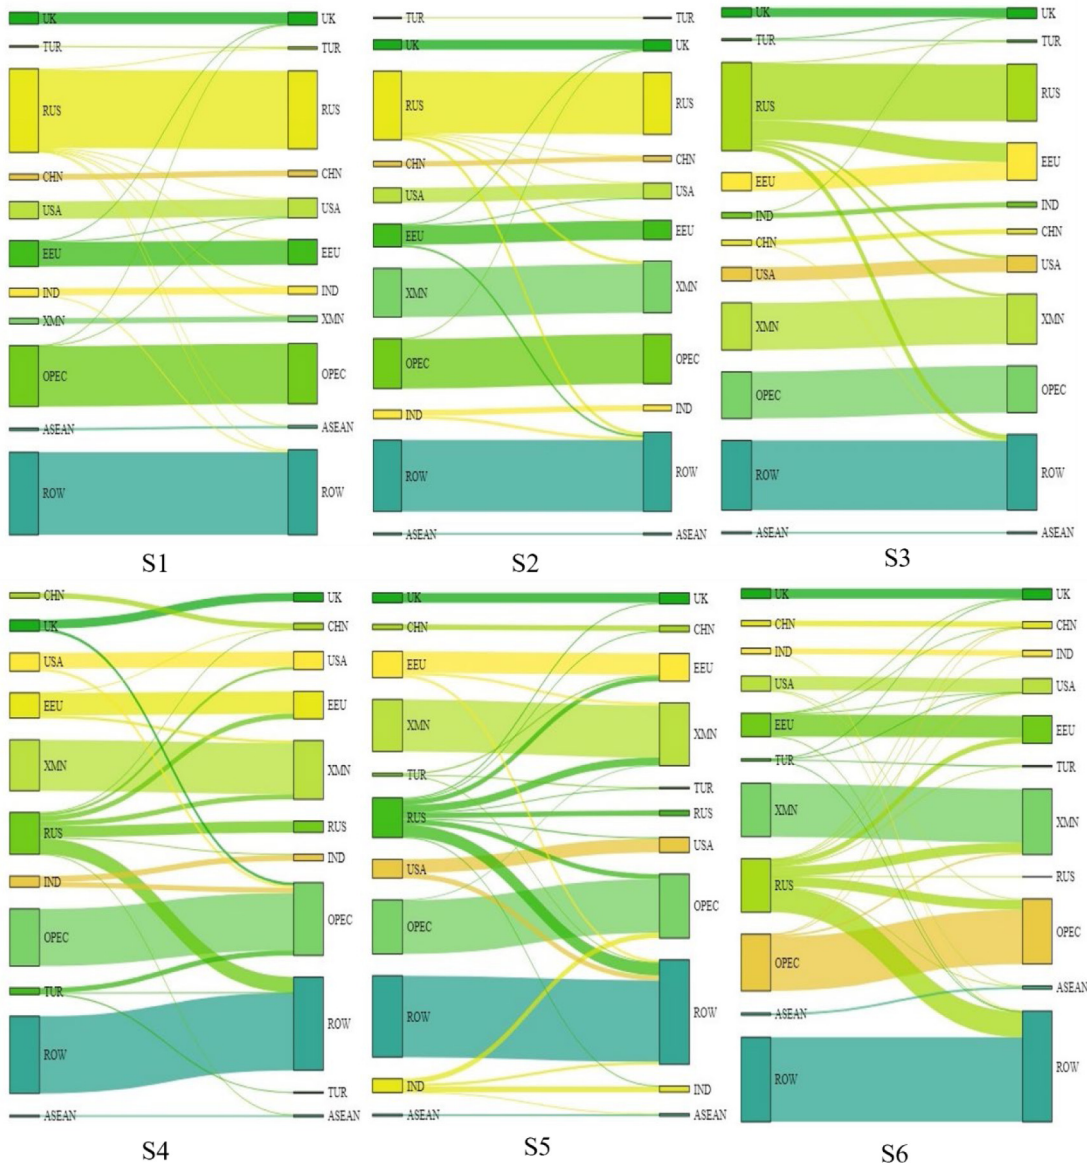 UK UK
TUR TUR
RUS RUS
CHN CHN
USA USA
EEU EEU
IND IND
XMN XMN
OPEC OPEC
ASEAN ASEAN
ROW ROW
S1
TUR TUR
UK UK
RUS RUS
CHN CHN
USA USA
EEU EEU
XMN XMN
OPEC OPEC
IND IND
ROW ROW
ASEAN ASEAN
S2
UK UK
TUR TUR
RUS RUS
EEU EEU
IND IND
CHN CHN
USA USA
XMN XMN
OPEC OPEC
ROW ROW
ASEAN ASEAN
S3
CHN UK
UK CHN
USA USA
EEU EEU
XMN XMN
RUS RUS
IND IND
OPEC OPEC
TUR ROW
ROW TUR
ASEAN ASEAN
S4
UK UK
CHN CHN
EEU EEU
XMN XMN
TUR TUR
RUS RUS
USA USA
OPEC OPEC
ROW ROW
IND IND
ASEAN ASEAN
S5
UK UK
CHN CHN
IND IND
USA USA
EEU EEU
TUR TUR
XMN XMN
RUS RUS
OPEC OPEC
ASEAN ASEAN
ROW ROW
S6